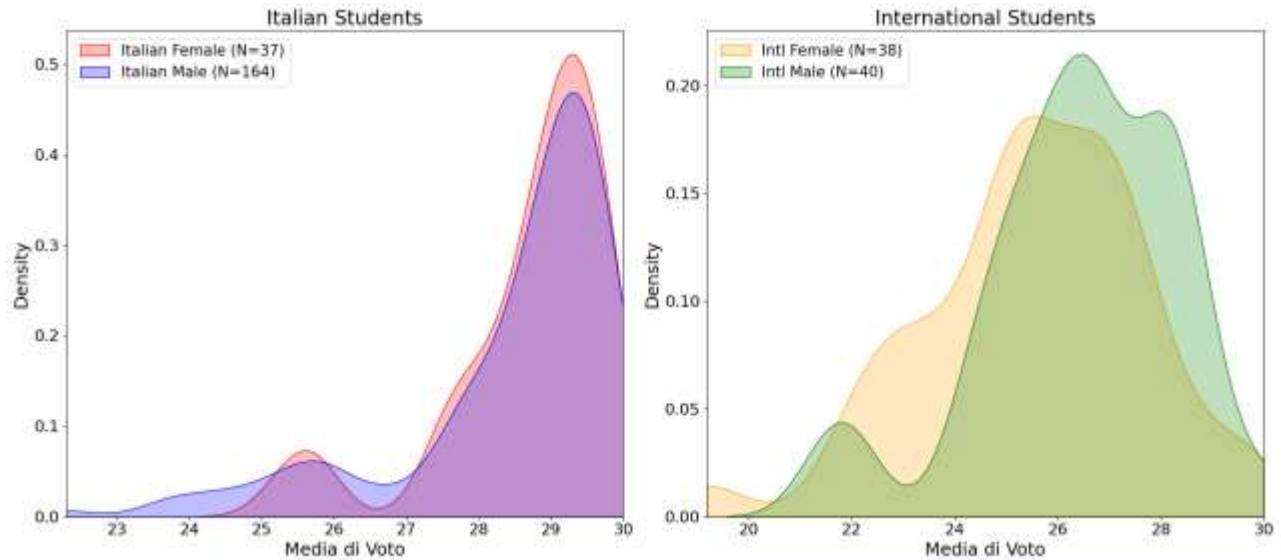 Italian Students
Italian Female (N=37)
Italian Male (N=164)
0.5
0.4
0.3
0.2
0.1
0.0
Density
23 24 25 26 27 28 29 30
Media di Voto
International Students
Intl Female (N=38)
Intl Male (N=40)
0.20
0.15
0.10
0.05
0.00
Density
20 22 24 26 28 30
Media di Voto